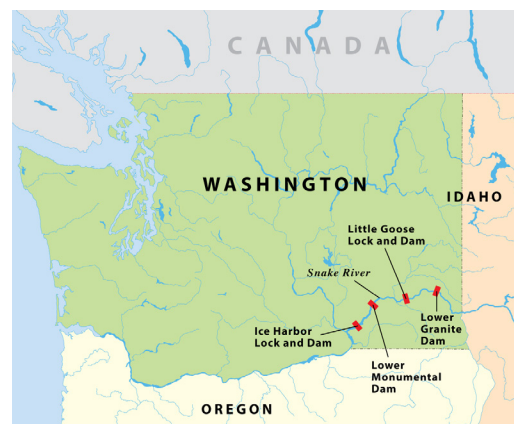 CANADA
WASHINGTON
IDAHO
Little Goose
Lock and Dam
Snake River
Ice Harbor
Lock and Dam
Lower
Granite
Dam
Lower
Monumental
Dam
OREGON